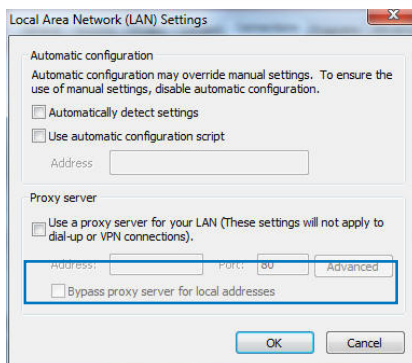 Local Area Network (LAN) Settings
Automatic configuration
Automatic configuration may override manual settings. To ensure the
use of manual settings, disable automatic configuration.
Automatically detect settings
Use automatic configuration script
Address
Proxy server
Use a proxy server for your LAN (These settings will not apply to
dial-up or VPN connections).
Address: Port: 80 Advanced
Bypass proxy server for local addresses
OK Cancel